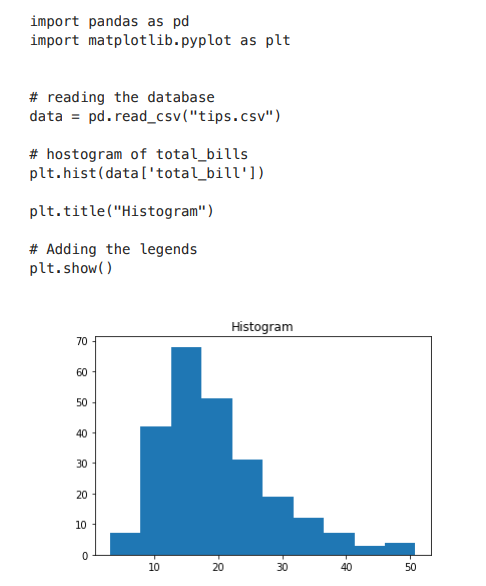 import pandas as pd
import matplotlib.pyplot as plt
# reading the database
data = pd.read_csv("tips.csv")
# hostogram of total_bills
plt.hist(data['total_bill'])
plt.title("Histogram")
# Adding the legends
plt.show()
Histogram
70
60
50
40
30
20
10
0
10 20 30 40 50